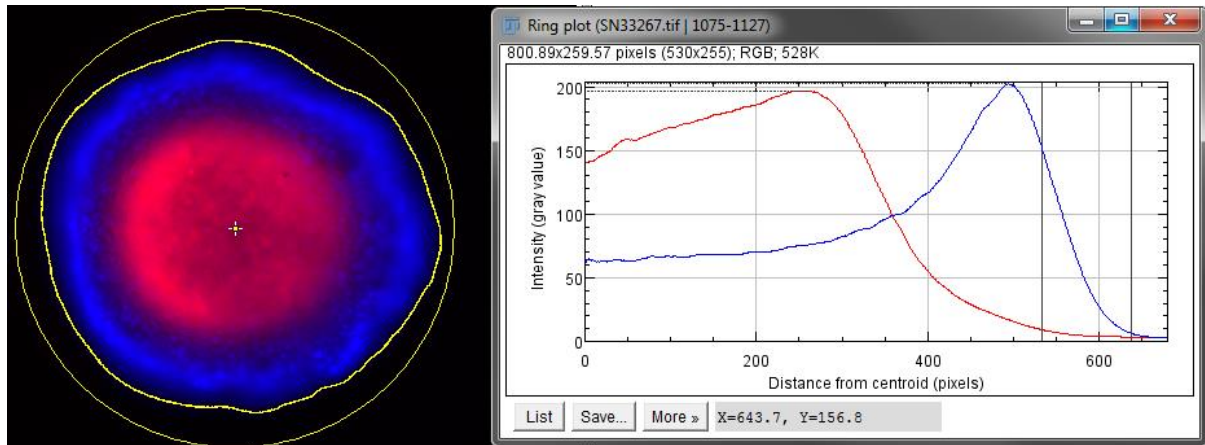 Ring plot (SN33267.tif | 1075-1127)
800.89x259.57 pixels (530x255); RGB; 528K
200
150
100
50
0
Intensity (gray value)
0 200 400 600
Distance from centroid (pixels)
List Save... More » X=643.7, Y=156.8